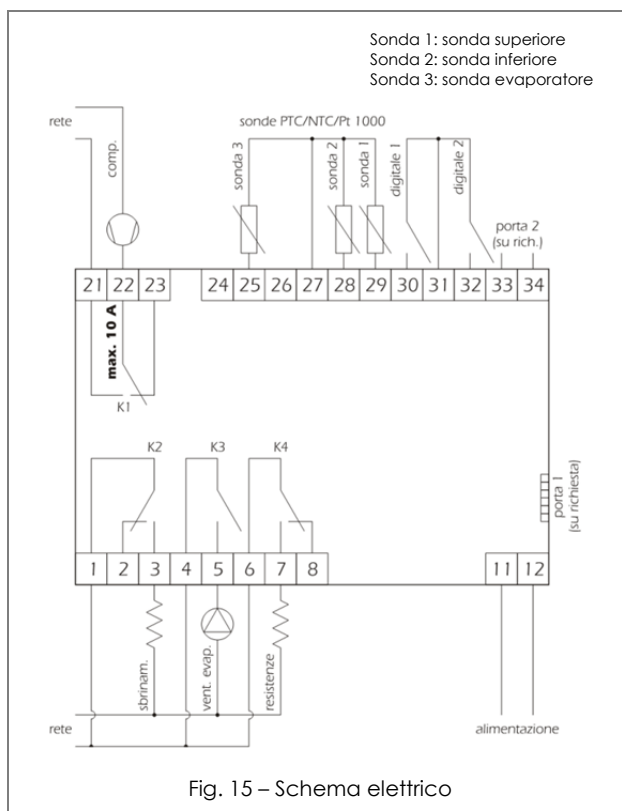 Sonda 1: sonda superiore
Sonda 2: sonda inferiore
Sonda 3: sonda evaporatore
rete
comp.
sonde PTC/NTC/Pt 1000
sonda 3
sonda 2
sonda 1
digitale 1
digitale 2
porta 2
(su rich.)
21 22 23 24 25 26 27 28 29 30 31 32 33 34
max. 10 A
K1
K2 K3 K4
porta 1
(su richiesta)
1 2 3 4 5 6 7 8 11 12
sbrinam.
vent. evap.
resistenze
rete
alimentazione
Fig. 15 – Schema elettrico